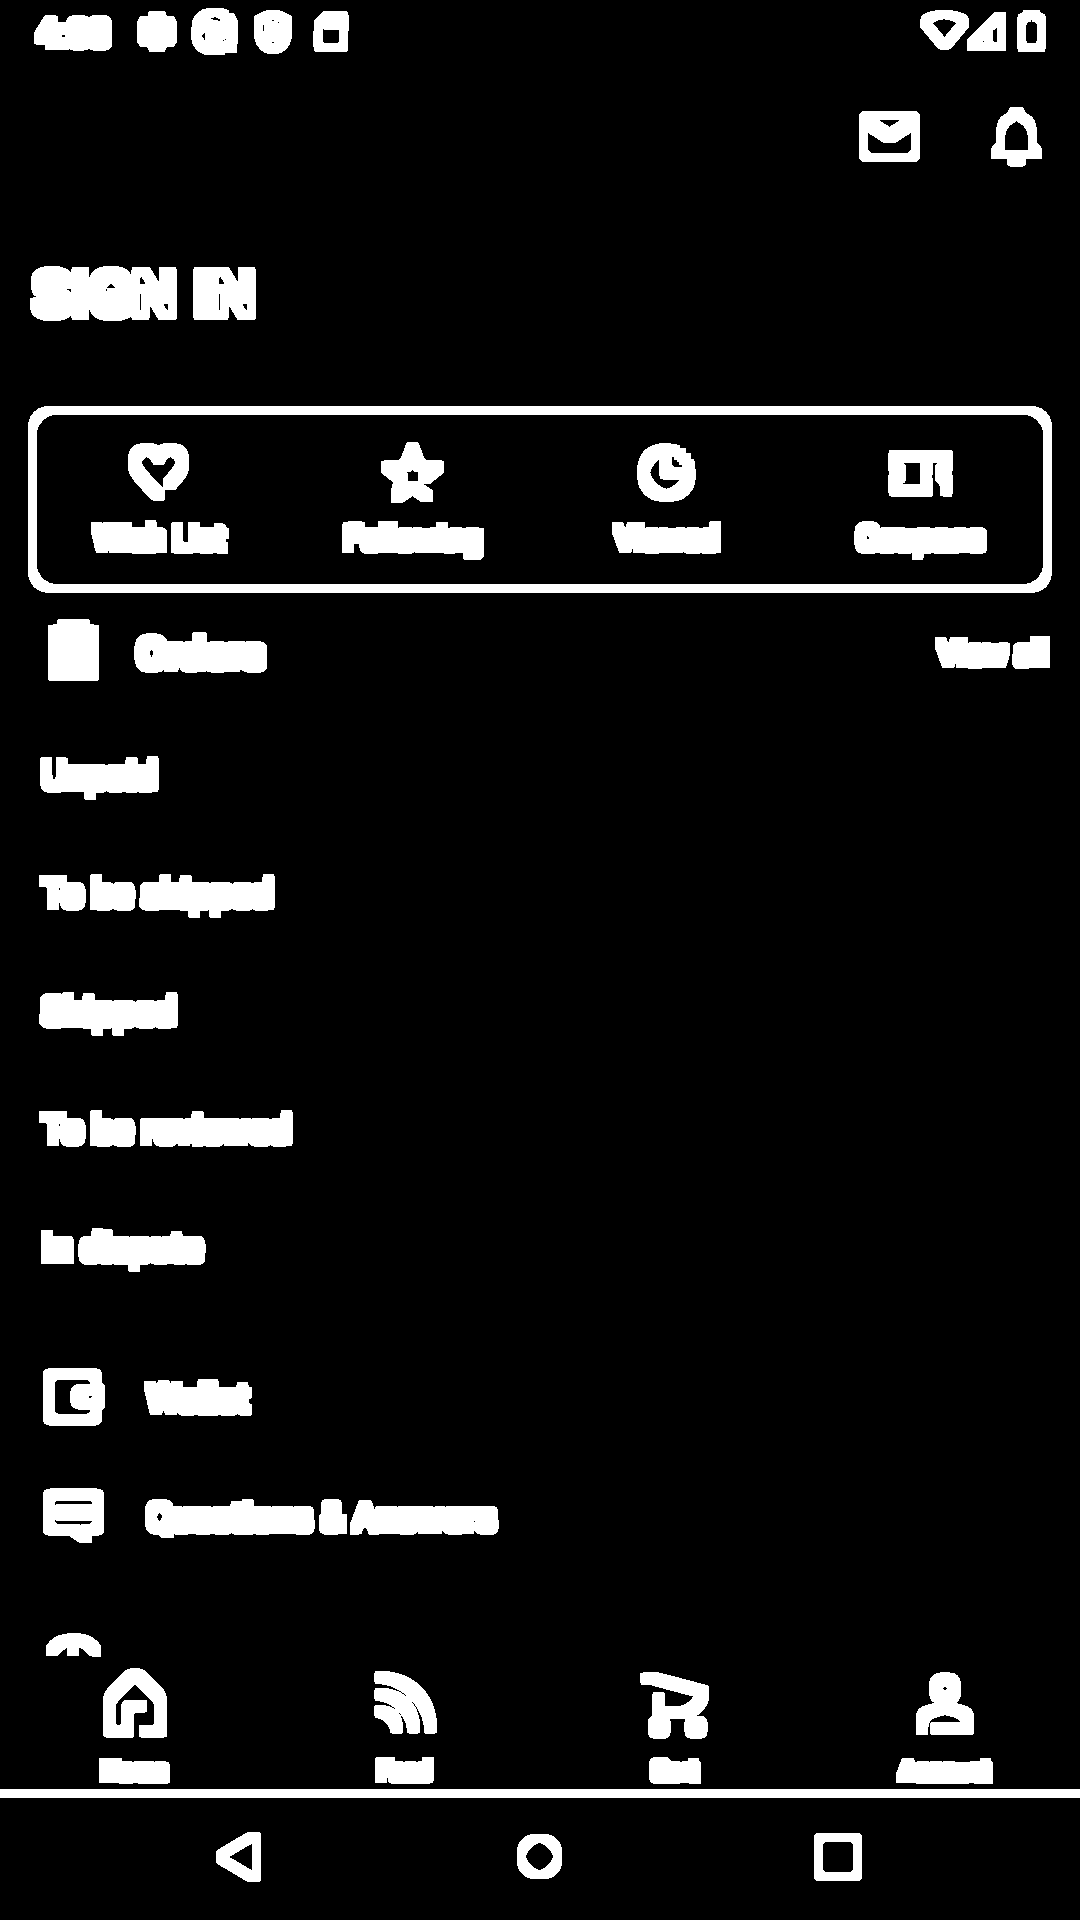 SIGN IN
Wish List Following Viewed Coupons
Orders View all
Unpaid
To be shipped
Shipped
To be reviewed
In dispute
Wallet
Questions & Answers
Home Feed Cart Account